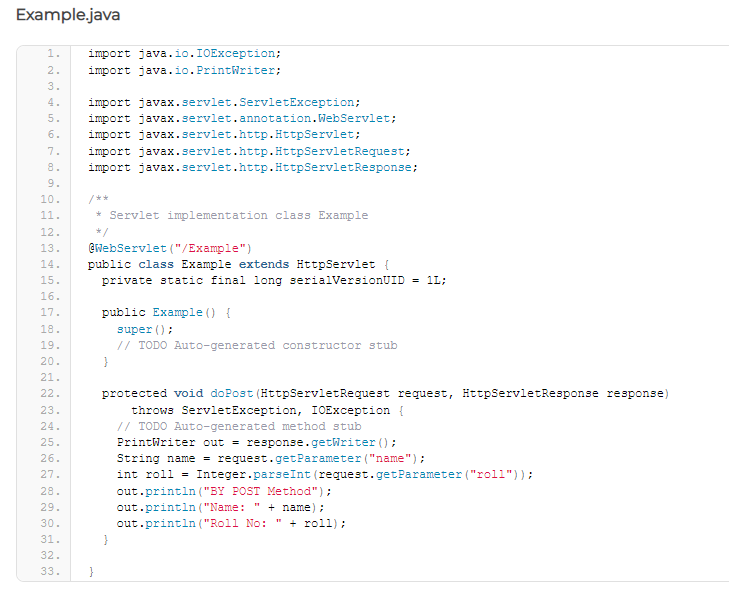 Example.java
1. import java.io.IOException;
2. import java.io.PrintWriter;
3.
4. import javax.servlet.ServletException;
5. import javax.servlet.annotation.WebServlet;
6. import javax.servlet.http.HttpServlet;
7. import javax.servlet.http.HttpServletRequest;
8. import javax.servlet.http.HttpServletResponse;
9.
10. /**
11.  * Servlet implementation class Example
12.  */
13. @WebServlet("/Example")
14. public class Example extends HttpServlet {
15.   private static final long serialVersionUID = 1L;
16.
17.   public Example() {
18.     super();
19.     // TODO Auto-generated constructor stub
20.   }
21.
22.   protected void doPost(HttpServletRequest request, HttpServletResponse response)
23.       throws ServletException, IOException {
24.     // TODO Auto-generated method stub
25.     PrintWriter out = response.getWriter();
26.     String name = request.getParameter("name");
27.     int roll = Integer.parseInt(request.getParameter("roll"));
28.     out.println("BY POST Method");
29.     out.println("Name: " + name);
30.     out.println("Roll No: " + roll);
31.   }
32.
33. }